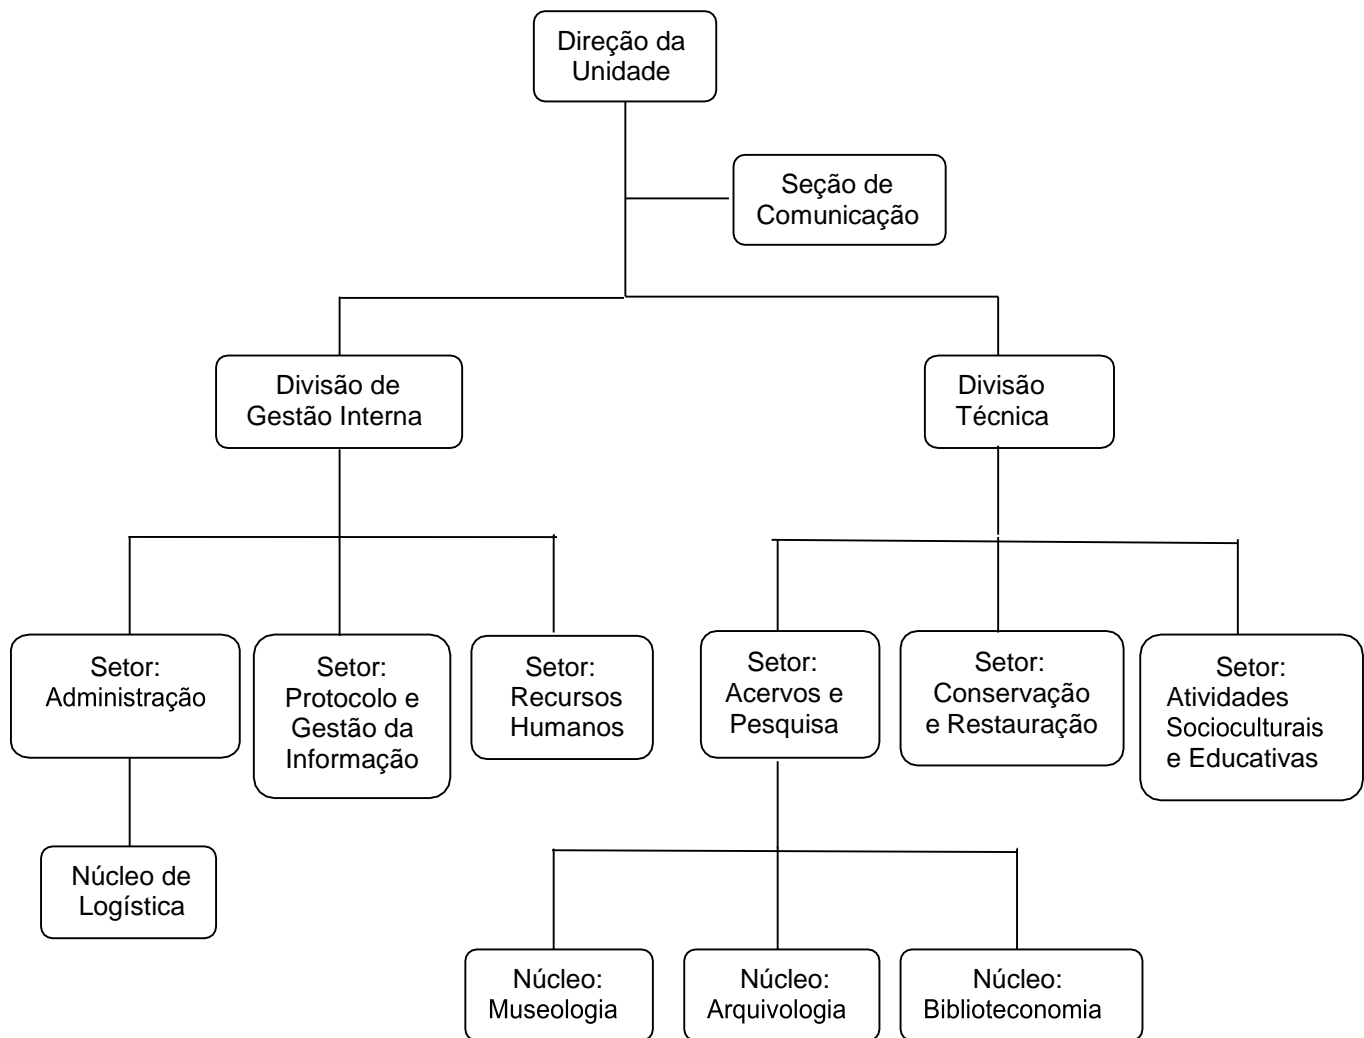 Direção da
Unidade
Seção de
Comunicação
Divisão de
Gestão Interna
Divisão
Técnica
Setor:
Administração
Setor:
Protocolo e
Gestão da
Informação
Setor:
Recursos
Humanos
Setor:
Acervos e
Pesquisa
Setor:
Conservação
e Restauração
Setor:
Atividades
Socioculturais
e Educativas
Núcleo de
Logística
Núcleo:
Museologia
Núcleo:
Arquivologia
Núcleo:
Biblioteconomia